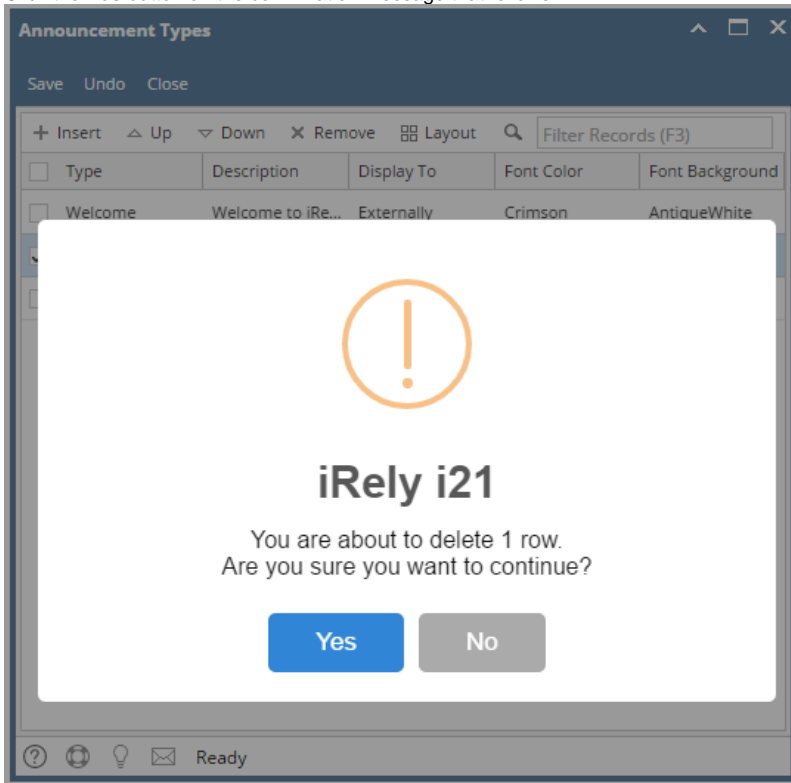 Announcement Types
Save Undo Close
Insert Up Down Remove Layout Filter Records (F3)
Type Description Display To Font Color Font Background
Welcome Welcome to iRe... Externally Crimson AntiqueWhite
iRely i21
You are about to delete 1 row.
Are you sure you want to continue?
Yes No
Ready